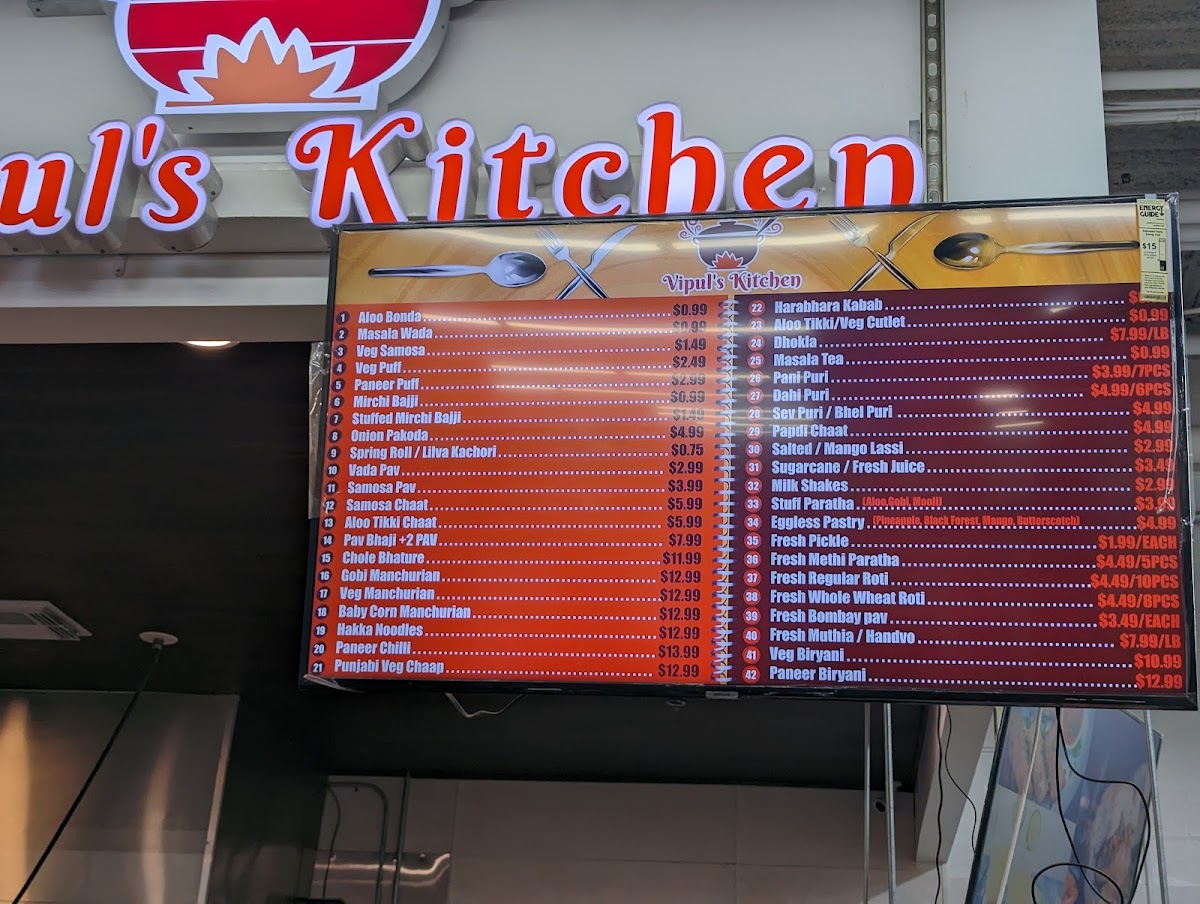 ul's Kitchen
ENERGY GUIDE
$15
Vipul's Kitchen
1 Aloo Bonda $0.99
2 Masala Wada $0.99
3 Veg Samosa $1.49
4 Veg Puff $2.49
5 Paneer Puff $2.99
6 Mirchi Bajji $0.99
7 Stuffed Mirchi Bajji $1.49
8 Onion Pakoda $4.99
9 Spring Roll / Lilva Kachori $0.75
10 Vada Pav $2.99
11 Samosa Pav $3.99
12 Samosa Chaat $5.99
13 Aloo Tikki Chaat $5.99
14 Pav Bhaji +2 PAV $7.99
15 Chole Bhature $11.99
16 Gobi Manchurian $12.99
17 Veg Manchurian $12.99
18 Baby Corn Manchurian $12.99
19 Hakka Noodles $12.99
20 Paneer Chilli $13.99
21 Punjabi Veg Chaap $12.99
22 Harabhara Kabab
23 Aloo Tikki/Veg Cutlet $0.99
24 Dhokla $7.99/LB
25 Masala Tea $0.99
26 Pani Puri $3.99/7PCS
27 Dahi Puri $4.99/6PCS
28 Sev Puri / Bhel Puri $4.99
29 Papdi Chaat $4.99
30 Salted / Mango Lassi $2.99
31 Sugarcane / Fresh Juice $3.49
32 Milk Shakes $2.99
33 Stuff Paratha (Aloo,Gobi, Mooli) $3.99
34 Eggless Pastry (Pineapple, Black Forest, Mango, Butterscotch) $4.99
35 Fresh Pickle $1.99/EACH
36 Fresh Methi Paratha $4.49/5PCS
37 Fresh Regular Roti $4.49/10PCS
38 Fresh Whole Wheat Roti $4.49/8PCS
39 Fresh Bombay pav $3.49/EACH
40 Fresh Muthia / Handvo $7.99/LB
41 Veg Biryani $10.99
42 Paneer Biryani $12.99